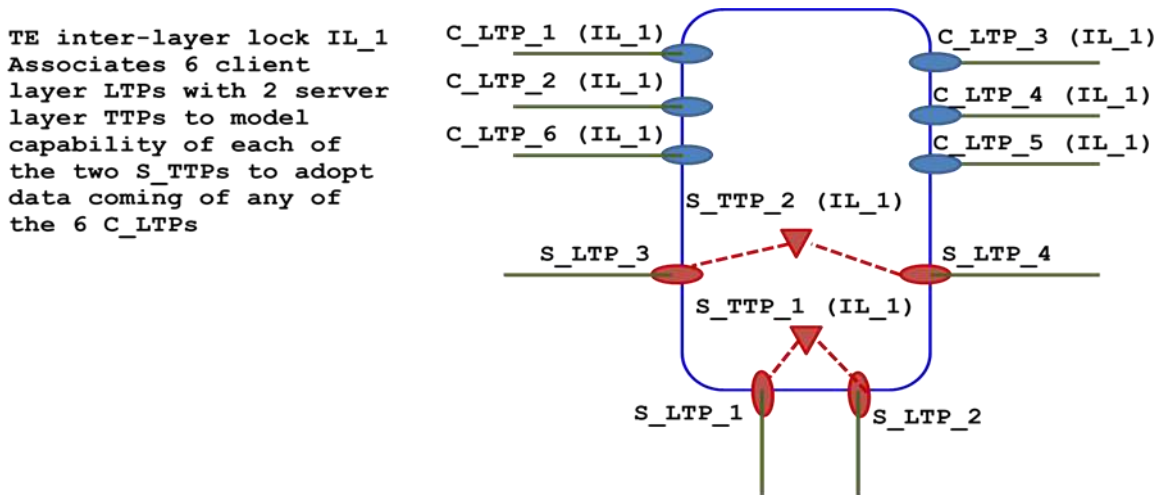 TE inter-layer lock IL_1
Associates 6 client
layer LTPs with 2 server
layer TTPs to model
capability of each of
the two S_TTPs to adopt
data coming of any of
the 6 C_LTPs
C_LTP_1 (IL_1)
C_LTP_3 (IL_1)
C_LTP_2 (IL_1)
C_LTP_4 (IL_1)
C_LTP_6 (IL_1)
C_LTP_5 (IL_1)
S_TTP_2 (IL_1)
S_LTP_3
S_LTP_4
S_TTP_1 (IL_1)
S_LTP_1
S_LTP_2